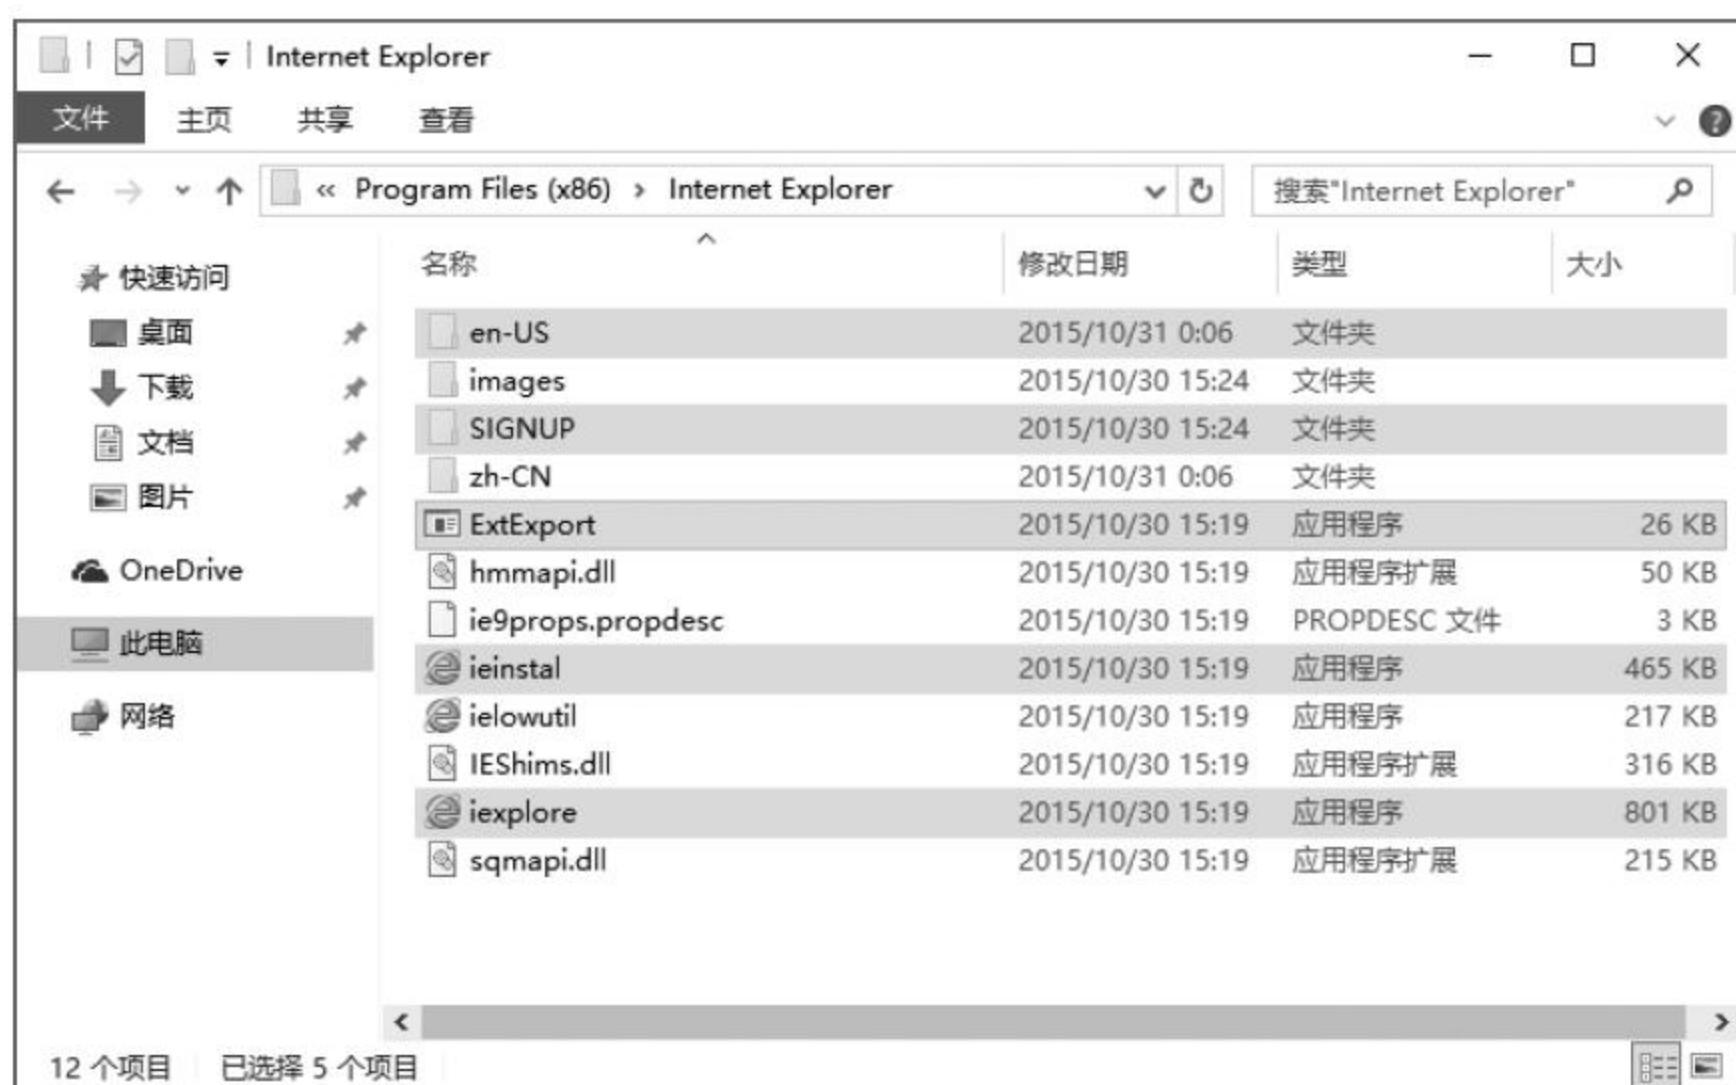 Internet Explorer
文件 主页 共享 查看
« Program Files (x86) › Internet Explorer 搜索"Internet Explorer"
名称 修改日期 类型 大小
快速访问
桌面
下载
文档
图片
OneDrive
此电脑
网络
en-US 2015/10/31 0:06 文件夹
images 2015/10/30 15:24 文件夹
SIGNUP 2015/10/30 15:24 文件夹
zh-CN 2015/10/31 0:06 文件夹
ExtExport 2015/10/30 15:19 应用程序 26 KB
hmmapi.dll 2015/10/30 15:19 应用程序扩展 50 KB
ie9props.propdesc 2015/10/30 15:19 PROPDESC 文件 3 KB
ieinstal 2015/10/30 15:19 应用程序 465 KB
ielowutil 2015/10/30 15:19 应用程序 217 KB
IEShims.dll 2015/10/30 15:19 应用程序扩展 316 KB
iexplore 2015/10/30 15:19 应用程序 801 KB
sqmapi.dll 2015/10/30 15:19 应用程序扩展 215 KB
12 个项目 已选择 5 个项目